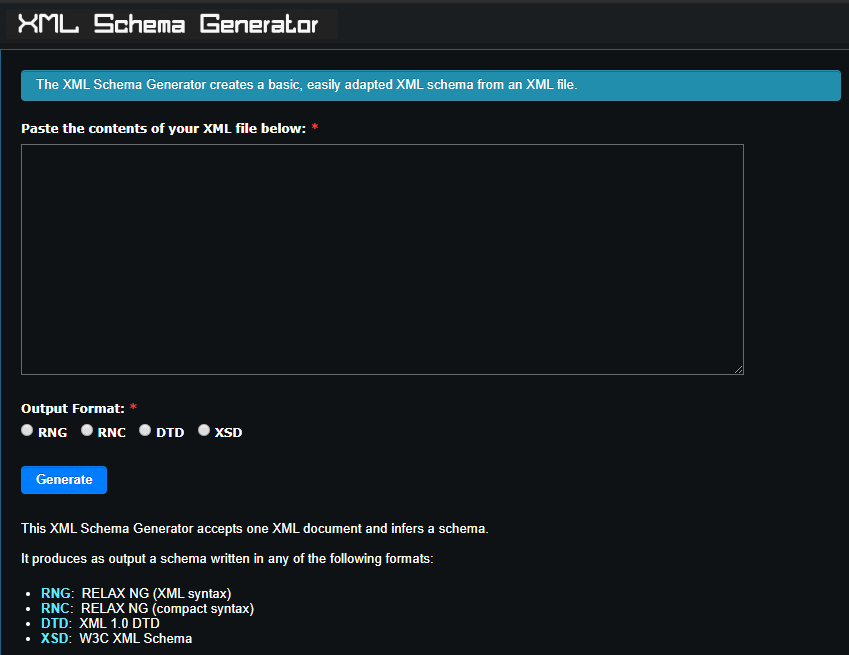 XML Schema Generator
The XML Schema Generator creates a basic, easily adapted XML schema from an XML file.
Paste the contents of your XML file below: *
Output Format: *
RNG RNC DTD XSD
Generate
This XML Schema Generator accepts one XML document and infers a schema.
It produces as output a schema written in any of the following formats:
• RNG: RELAX NG (XML syntax)
• RNC: RELAX NG (compact syntax)
• DTD: XML 1.0 DTD
• XSD: W3C XML Schema